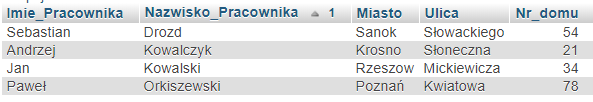 Imie_Pracownika Nazwisko_Pracownika 1 Miasto Ulica Nr_domu
Sebastian Drozd Sanok Słowackiego 54
Andrzej Kowalczyk Krosno Słoneczna 21
Jan Kowalski Rzeszow Mickiewicza 34
Paweł Orkiszewski Poznań Kwiatowa 78